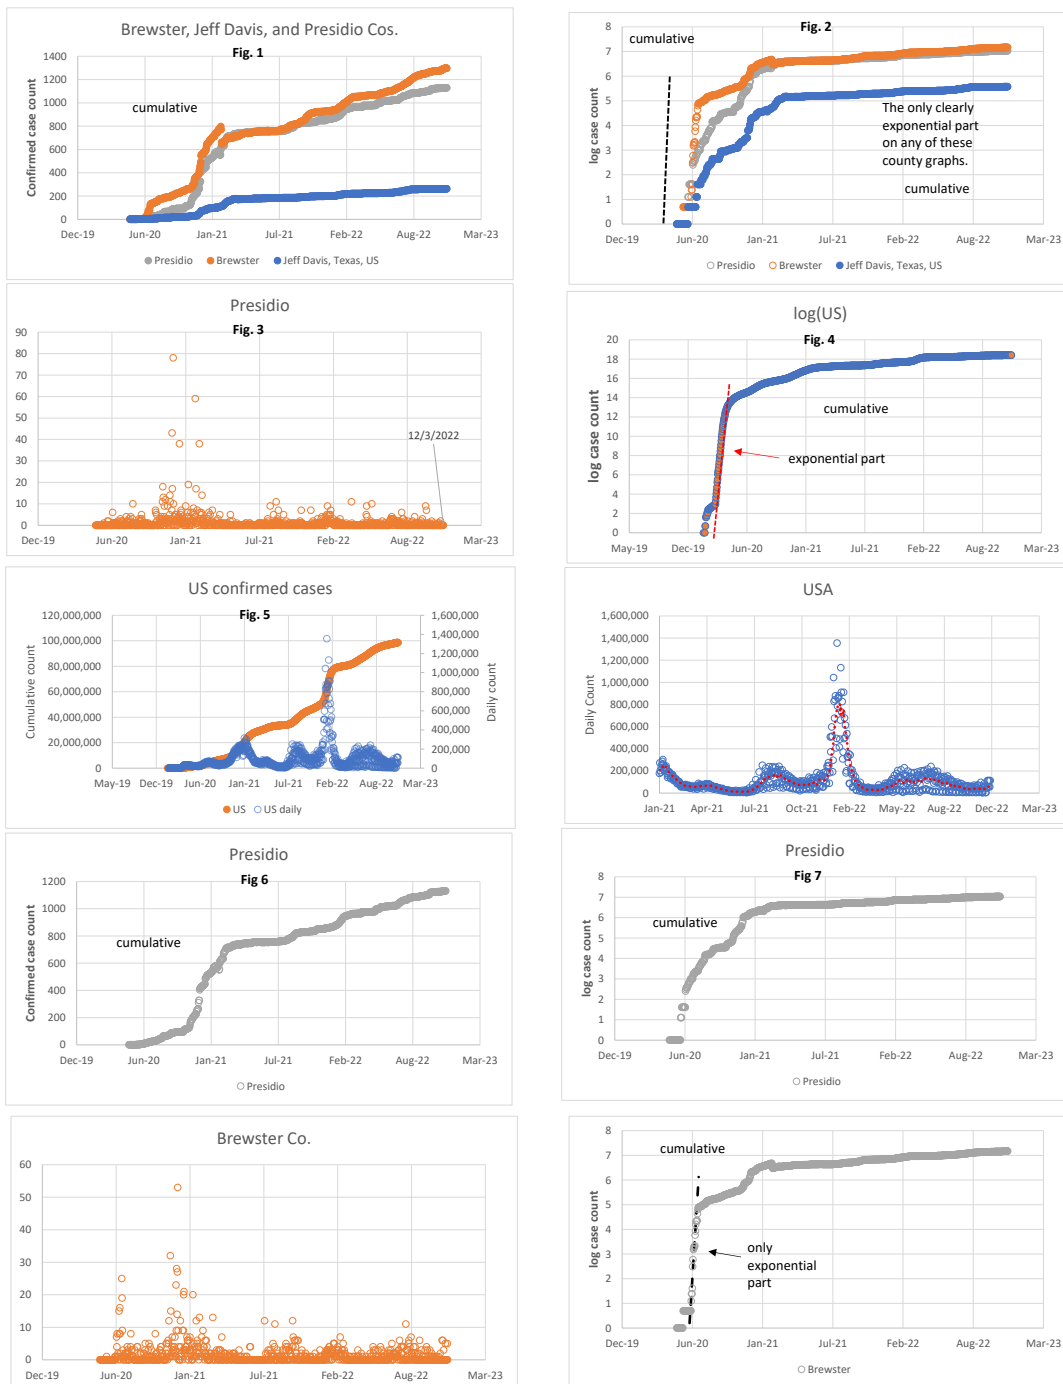 Brewster, Jeff Davis, and Presidio Cos.
Fig. 1
cumulative
Confirmed case count
1400
1200
1000
800
600
400
200
0
Dec-19 Jun-20 Jan-21 Jul-21 Feb-22 Aug-22 Mar-23
Presidio Brewster Jeff Davis, Texas, US
Fig. 2
cumulative
log case count
8
7
6
5
4
3
2
1
0
The only clearly
exponential part
on any of these
county graphs.
cumulative
Dec-19 Jun-20 Jan-21 Jul-21 Feb-22 Aug-22 Mar-23
Presidio Brewster Jeff Davis, Texas, US
Presidio
Fig. 3
90
80
70
60
50
40
30
20
10
0
12/3/2022
Dec-19 Jun-20 Jan-21 Jul-21 Feb-22 Aug-22 Mar-23
log(US)
Fig. 4
log case count
20
18
16
14
12
10
8
6
4
2
0
cumulative
exponential part
May-19 Dec-19 Jun-20 Jan-21 Jul-21 Feb-22 Aug-22 Mar-23
US confirmed cases
Fig. 5
Cumulative count
120,000,000
100,000,000
80,000,000
60,000,000
40,000,000
20,000,000
0
1,600,000
1,400,000
1,200,000
1,000,000
800,000
600,000
400,000
200,000
0
Daily count
May-19 Dec-19 Jun-20 Jan-21 Jul-21 Feb-22 Aug-22 Mar-23
US US daily
USA
Daily Count
1,600,000
1,400,000
1,200,000
1,000,000
800,000
600,000
400,000
200,000
0
Jan-21 Apr-21 Jul-21 Oct-21 Feb-22 May-22 Aug-22 Dec-22 Mar-23
Presidio
Fig 6
cumulative
Confirmed case count
1200
1000
800
600
400
200
0
Dec-19 Jun-20 Jan-21 Jul-21 Feb-22 Aug-22 Mar-23
Presidio
Presidio
Fig 7
cumulative
log case count
8
7
6
5
4
3
2
1
0
Dec-19 Jun-20 Jan-21 Jul-21 Feb-22 Aug-22 Mar-23
Presidio
Brewster Co.
60
50
40
30
20
10
0
Dec-19 Jun-20 Jan-21 Jul-21 Feb-22 Aug-22 Mar-23
cumulative
log case count
8
7
6
5
4
3
2
1
0
only
exponential
part
Dec-19 Jun-20 Jan-21 Jul-21 Feb-22 Aug-22 Mar-23
Brewster